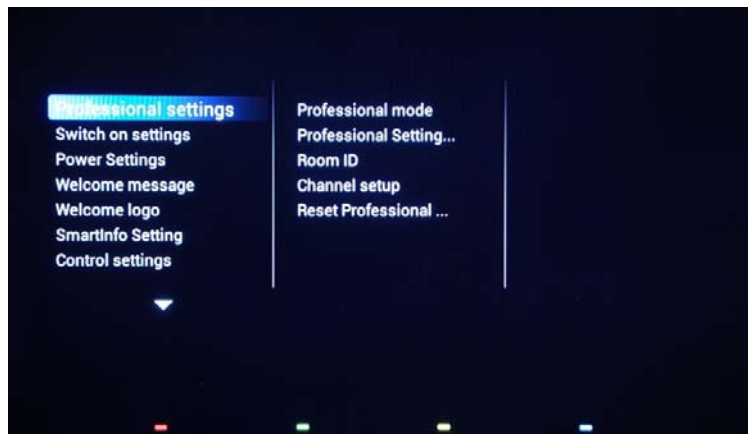 Professional settings
Switch on settings
Power Settings
Welcome message
Welcome logo
SmartInfo Setting
Control settings
Professional mode
Professional Setting...
Room ID
Channel setup
Reset Professional ...